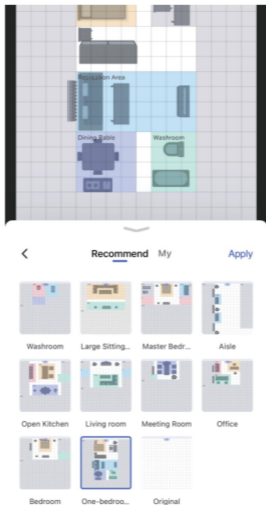 Reception Area
Dining Table Washroom
Recommend My Apply
Washroom Large Sitting... Master Bedr... Aisle
Open Kitchen Living room Meeting Room Office
Bedroom One-bedroo... Original